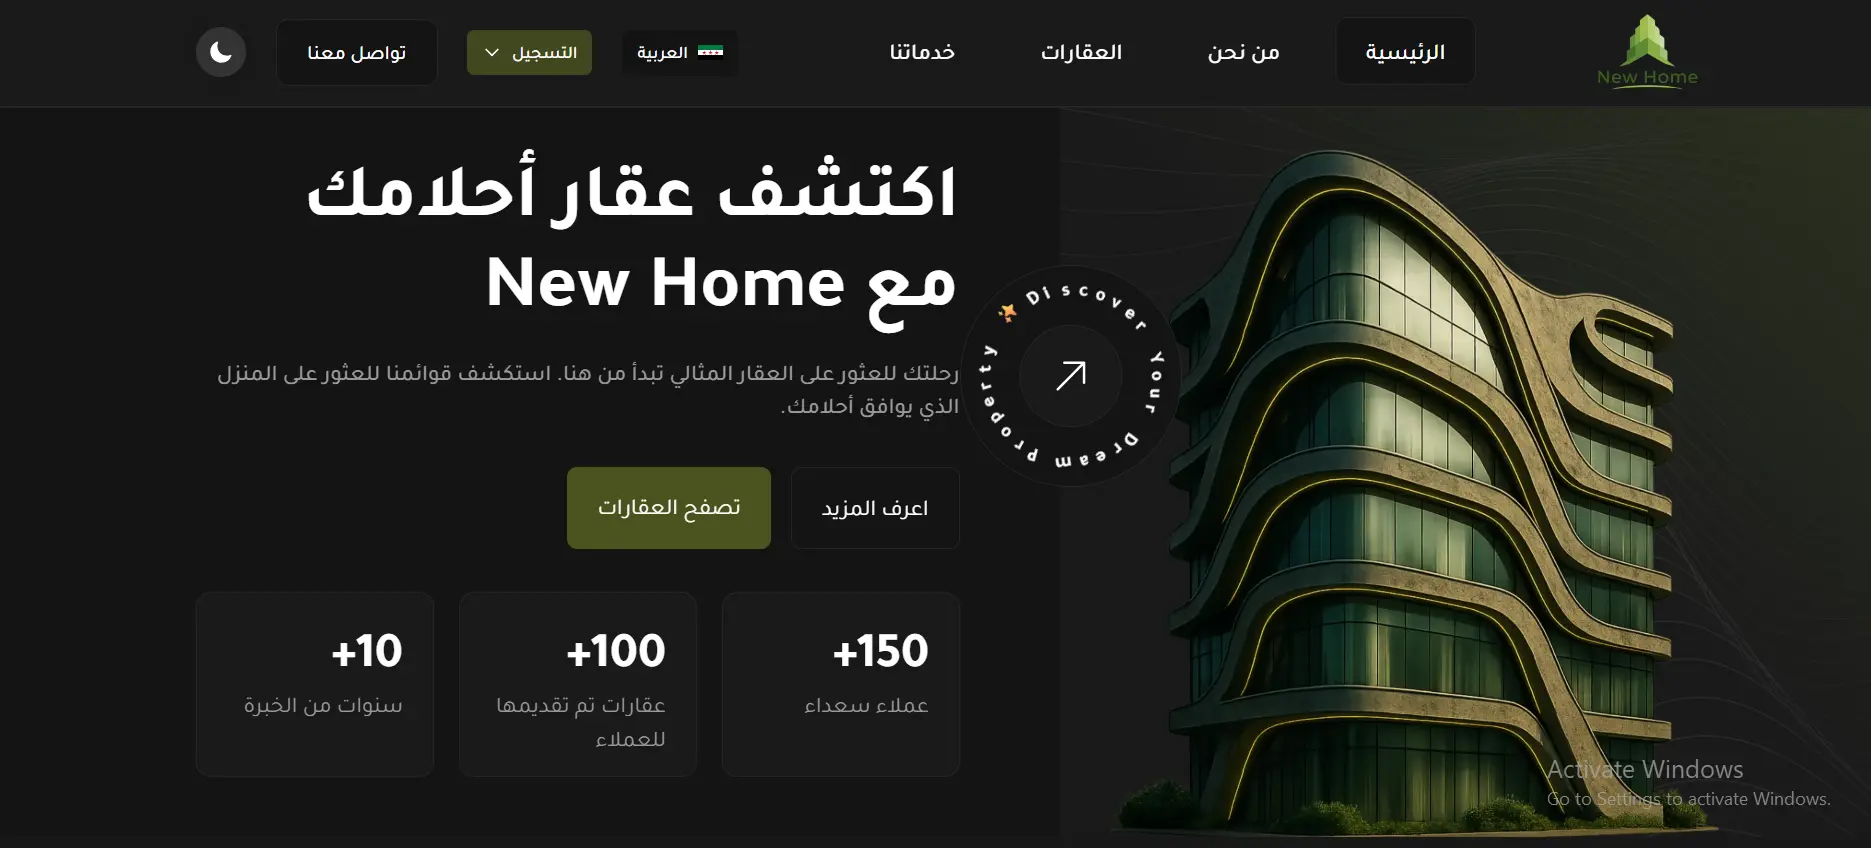 New Home
الرئيسية
من نحن
العقارات
خدماتنا
العربية
التسجيل
تواصل معنا
اكتشف عقار أحلامك
مع New Home
رحلتك للعثور على العقار المثالي تبدأ من هنا. استكشف قوائمنا للعثور على المنزل
الذي يوافق أحلامك.
Discover Your Dream Property
اعرف المزيد
تصفح العقارات
+150
عملاء سعداء
+100
عقارات تم تقديمها
للعملاء
+10
سنوات من الخبرة
Activate Windows
Go to Settings to activate Windows.